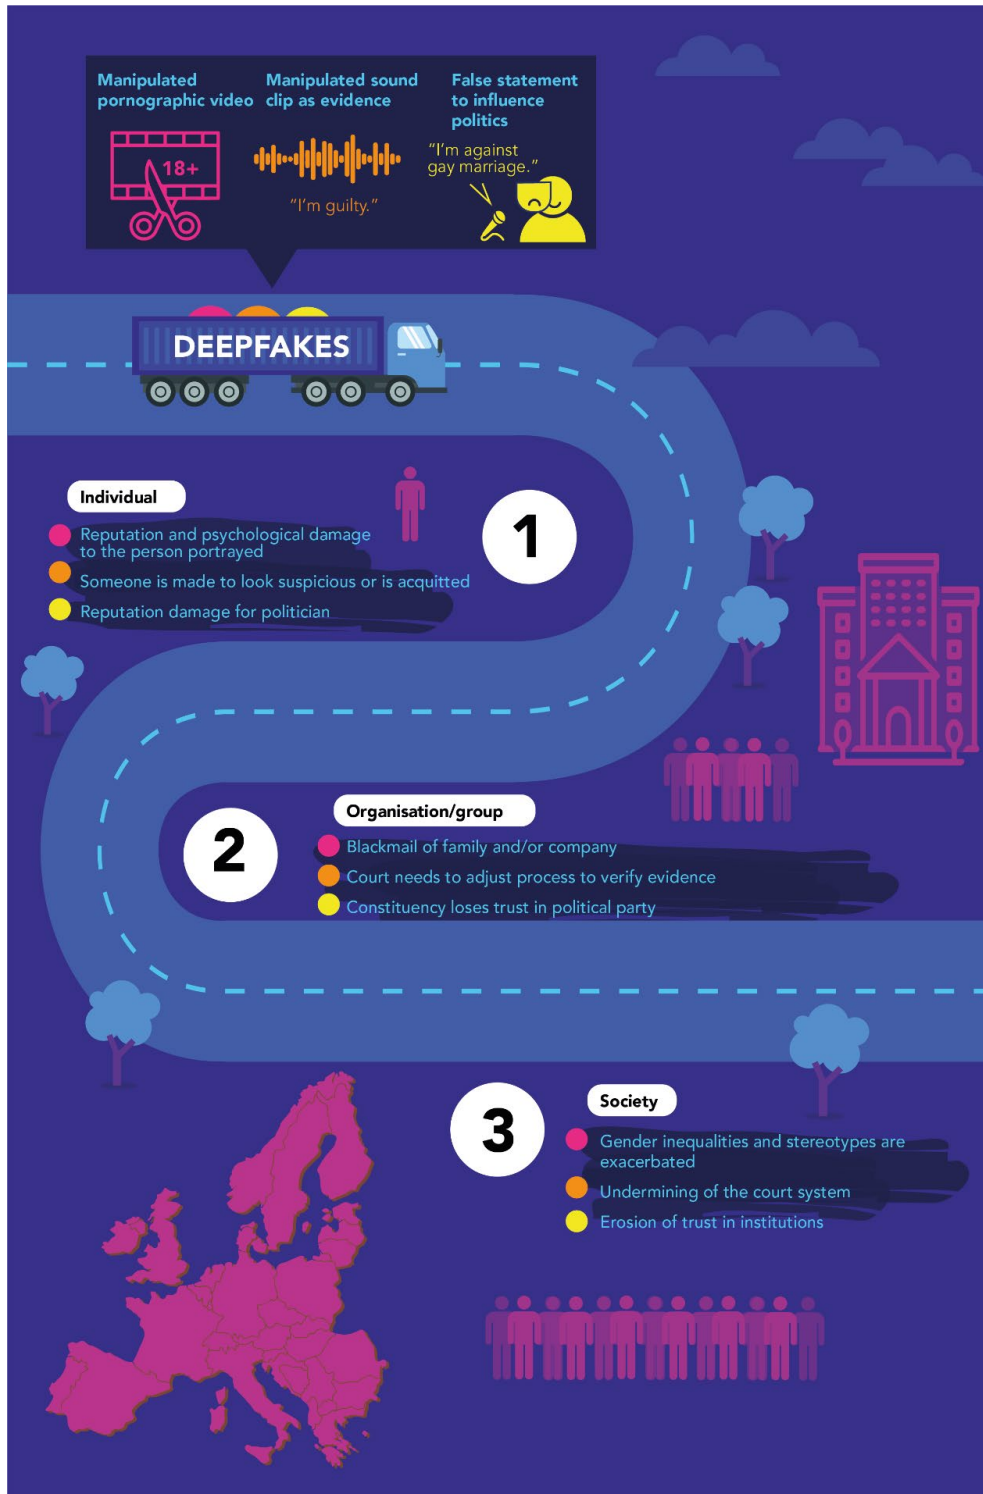 Manipulated
pornographic video
Manipulated sound
clip as evidence
False statement
to influence
politics
18+
"I'm guilty."
"I'm against
gay marriage."
DEEPFAKES
1
Individual
Reputation and psychological damage
to the person portrayed
Someone is made to look suspicious or is acquitted
Reputation damage for politician
2
Organisation/group
Blackmail of family and/or company
Court needs to adjust process to verify evidence
Constituency loses trust in political party
3
Society
Gender inequalities and stereotypes are
exacerbated
Undermining of the court system
Erosion of trust in institutions